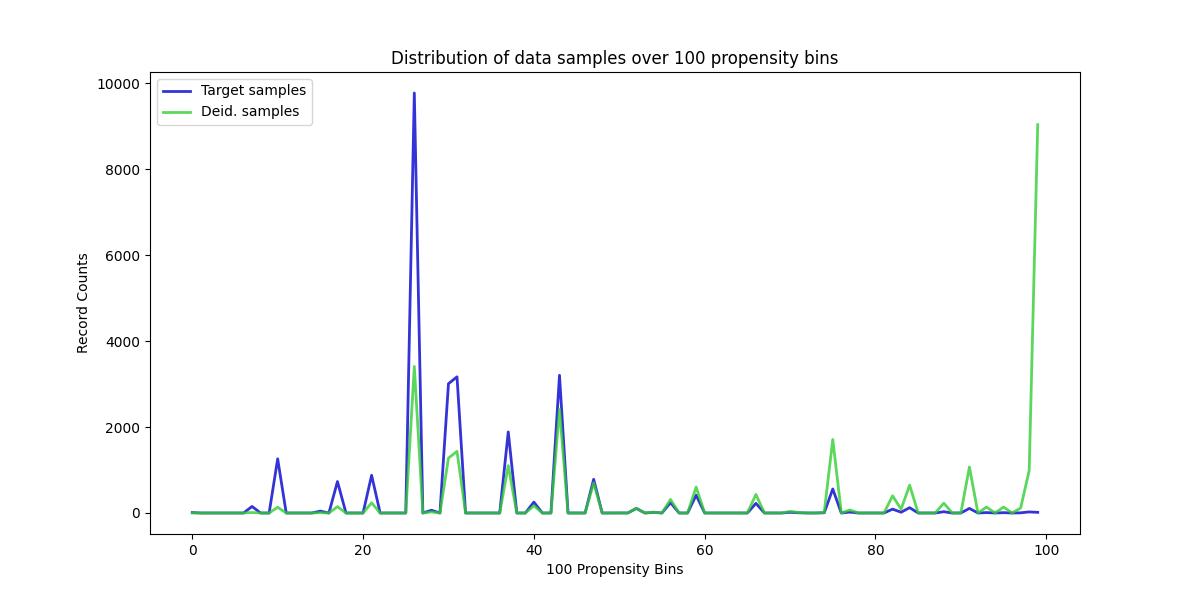 Distribution of data samples over 100 propensity bins
Target samples
Deid. samples
Record Counts
10000
8000
6000
4000
2000
0
0 20 40 60 80 100
100 Propensity Bins